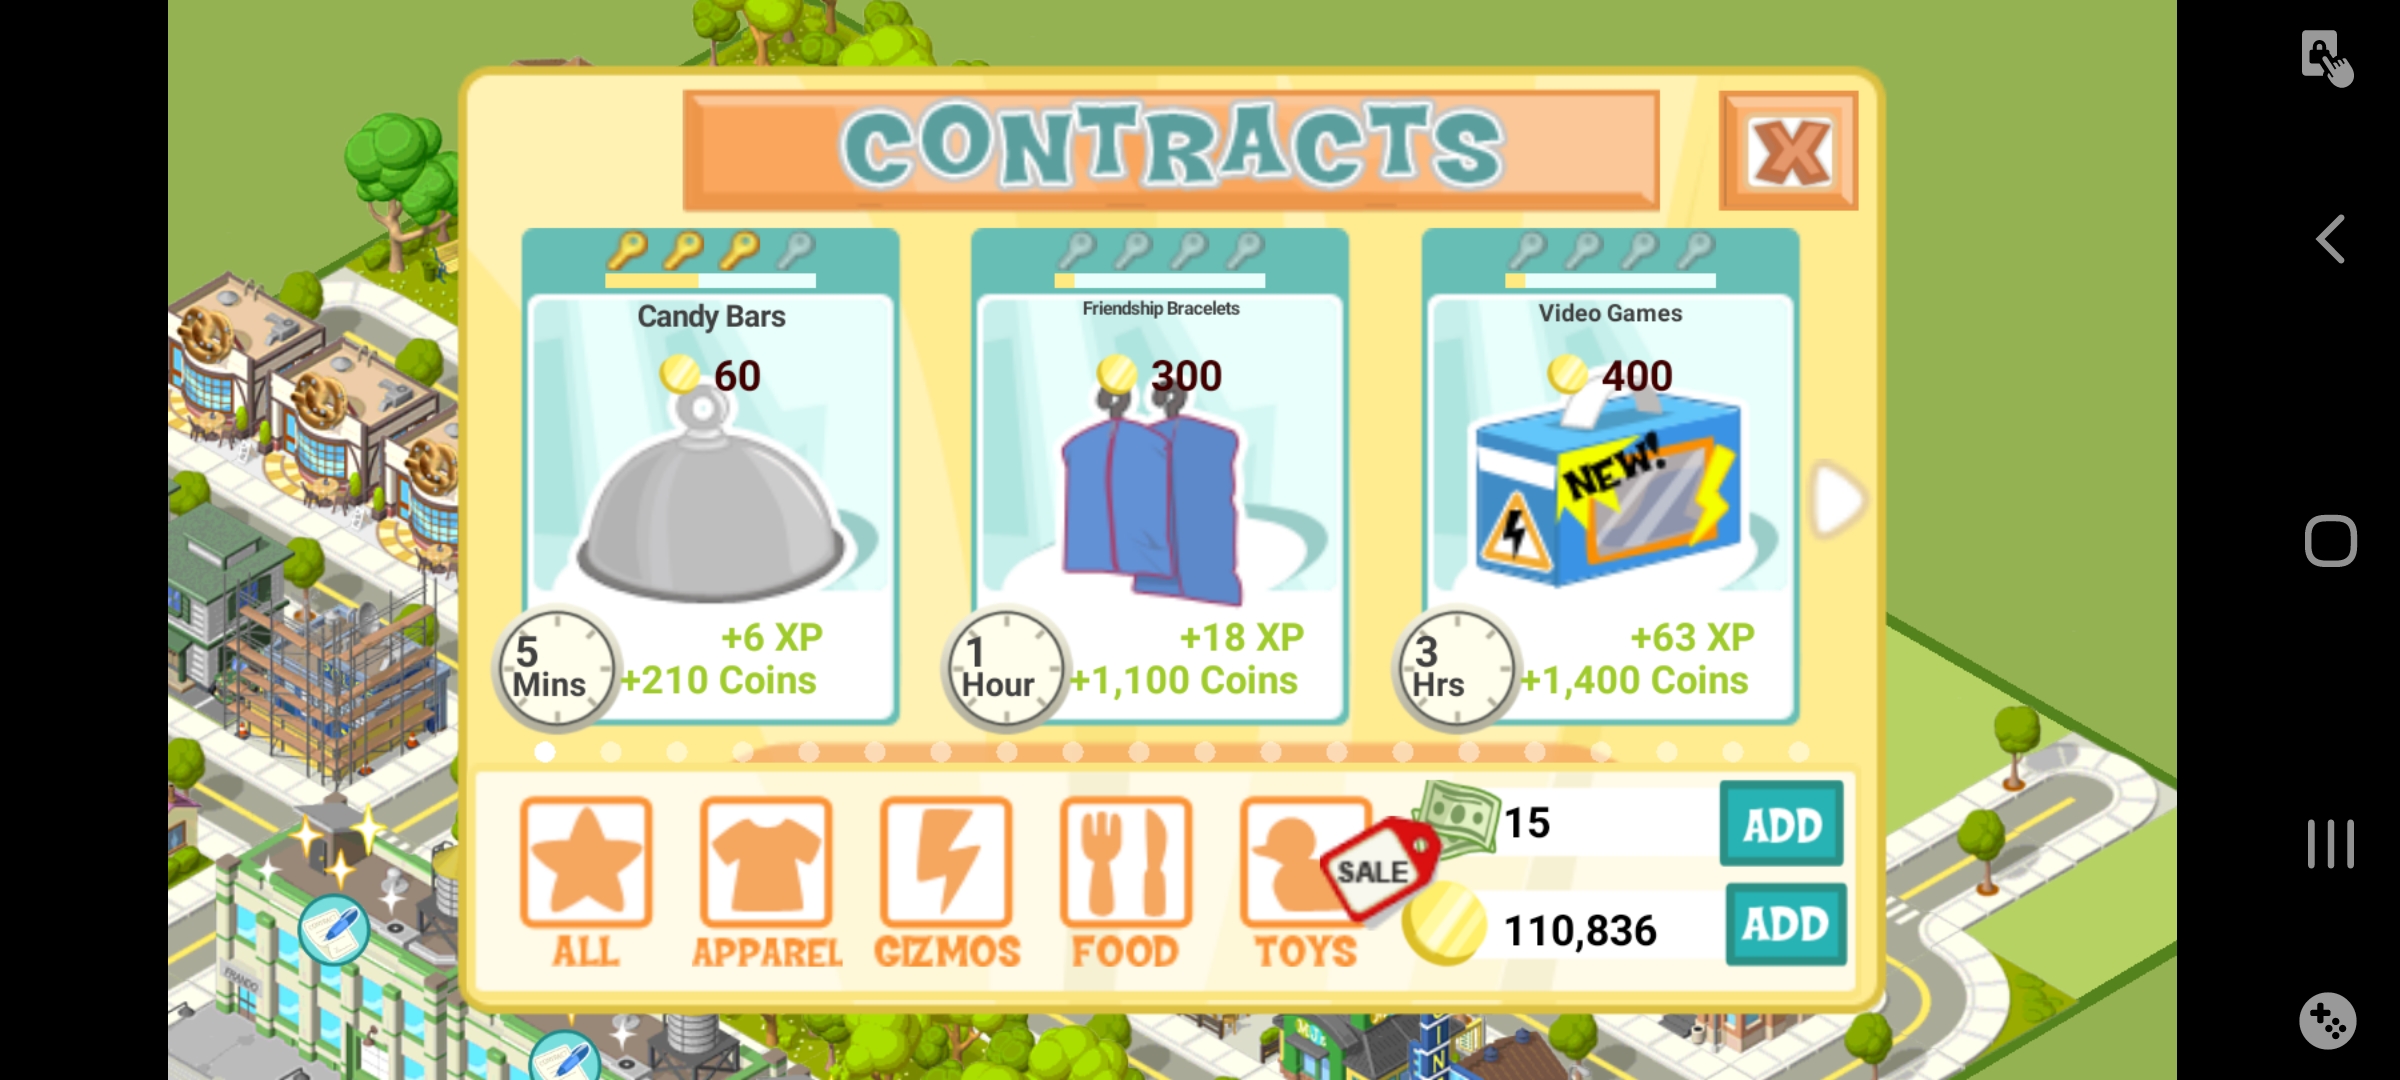 CONTRACTS
X
Candy Bars
60
5
Mins
+6 XP
+210 Coins
Friendship Bracelets
300
1
Hour
+18 XP
+1,100 Coins
Video Games
400
NEW!
3
Hrs
+63 XP
+1,400 Coins
ALL
APPAREL
GIZMOS
FOOD
TOYS
SALE
15
ADD
110,836
ADD